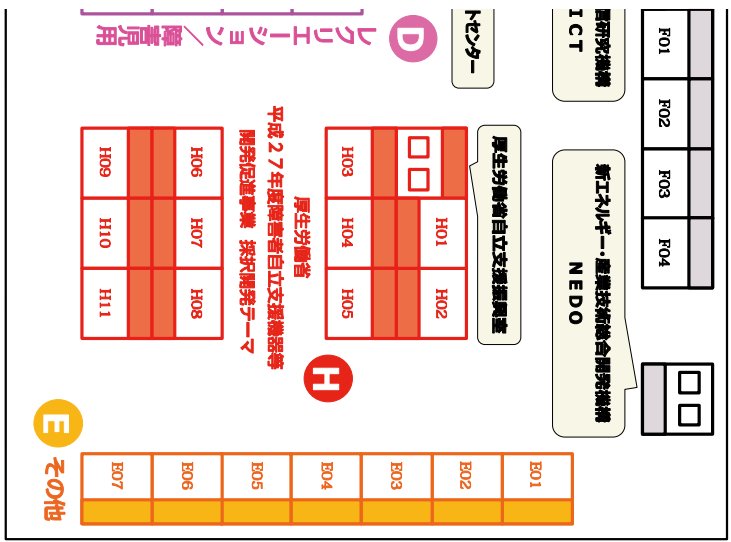 レクリエーション／障害児用
D
トセンター
信研究機構
ICT
F01
F02
F03
F04
新エネルギー・産業技術総合開発機構
NEDO
厚生労働省自立支援振興室
H01
H02
H03
H04
H05
厚生労働省
平成27年度障害者自立支援機器等
開発促進事業 採択開発テーマ
H
H06
H07
H08
H09
H10
H11
E
その他
E01
E02
E03
E04
E05
E06
E07